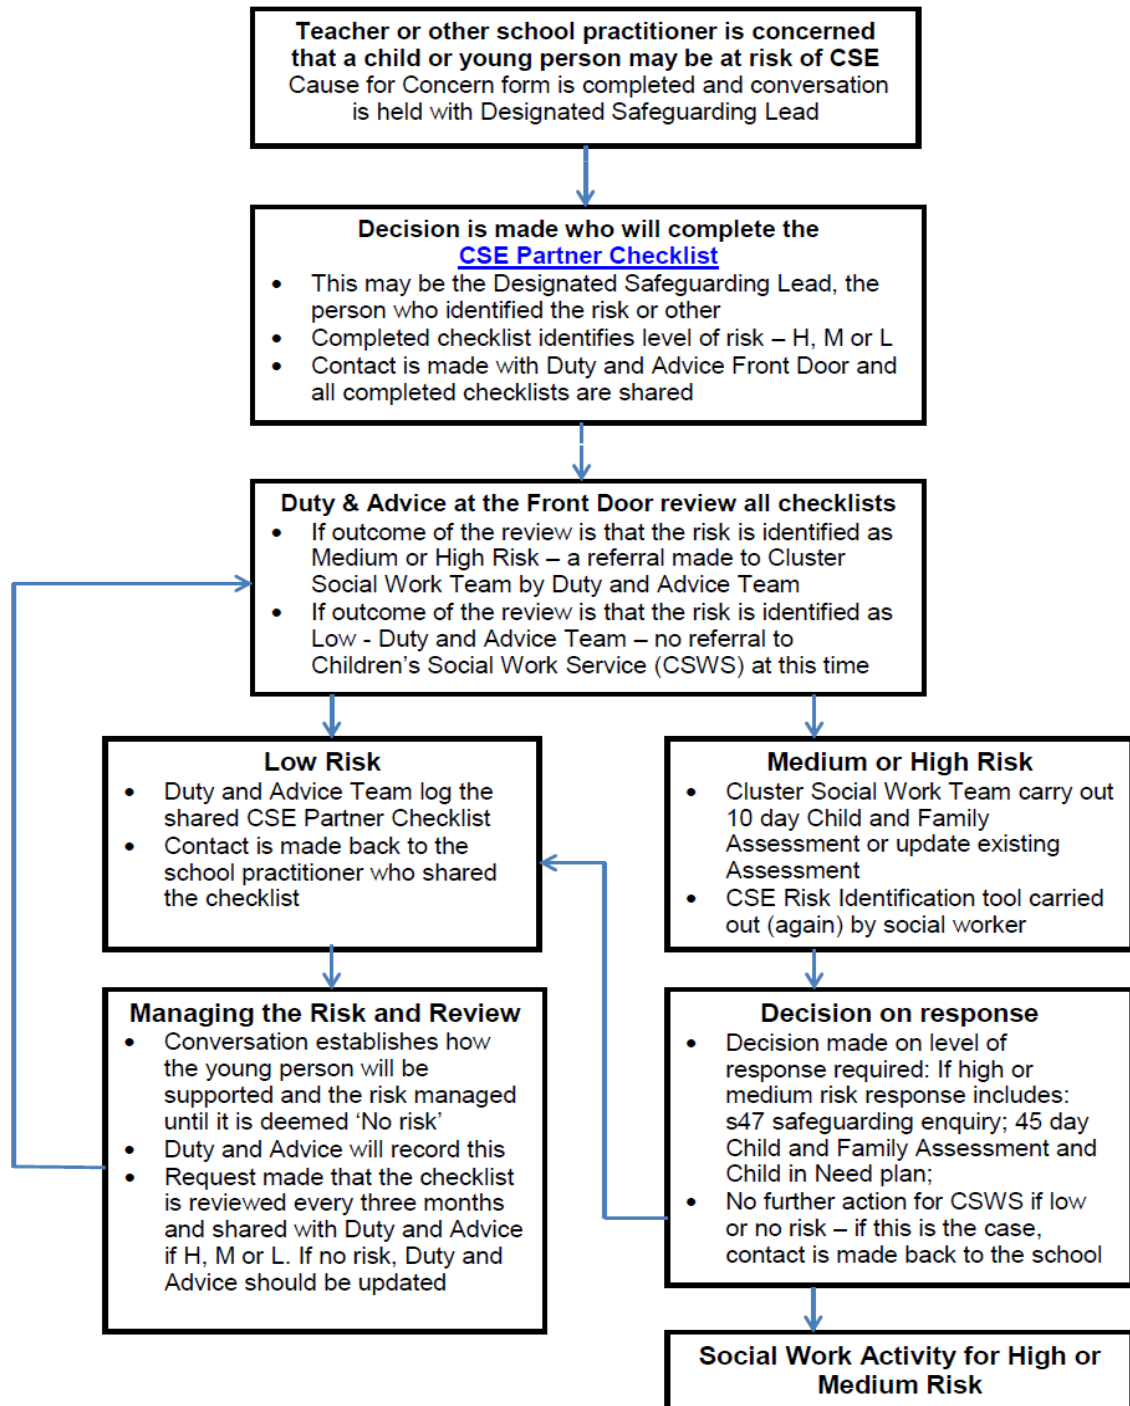 Teacher or other school practitioner is concerned
that a child or young person may be at risk of CSE
Cause for Concern form is completed and conversation
is held with Designated Safeguarding Lead
Decision is made who will complete the
CSE Partner Checklist
• This may be the Designated Safeguarding Lead, the
person who identified the risk or other
• Completed checklist identifies level of risk – H, M or L
• Contact is made with Duty and Advice Front Door and
all completed checklists are shared
Duty & Advice at the Front Door review all checklists
• If outcome of the review is that the risk is identified as
Medium or High Risk – a referral made to Cluster
Social Work Team by Duty and Advice Team
• If outcome of the review is that the risk is identified as
Low - Duty and Advice Team – no referral to
Children's Social Work Service (CSWS) at this time
Low Risk
• Duty and Advice Team log the
shared CSE Partner Checklist
• Contact is made back to the
school practitioner who shared
the checklist
Medium or High Risk
• Cluster Social Work Team carry out
10 day Child and Family
Assessment or update existing
Assessment
• CSE Risk Identification tool carried
out (again) by social worker
Managing the Risk and Review
• Conversation establishes how
the young person will be
supported and the risk managed
until it is deemed 'No risk'
• Duty and Advice will record this
• Request made that the checklist
is reviewed every three months
and shared with Duty and Advice
if H, M or L. If no risk, Duty and
Advice should be updated
Decision on response
• Decision made on level of
response required: If high or
medium risk response includes:
s47 safeguarding enquiry; 45 day
Child and Family Assessment and
Child in Need plan;
• No further action for CSWS if low
or no risk – if this is the case,
contact is made back to the school
Social Work Activity for High or
Medium Risk